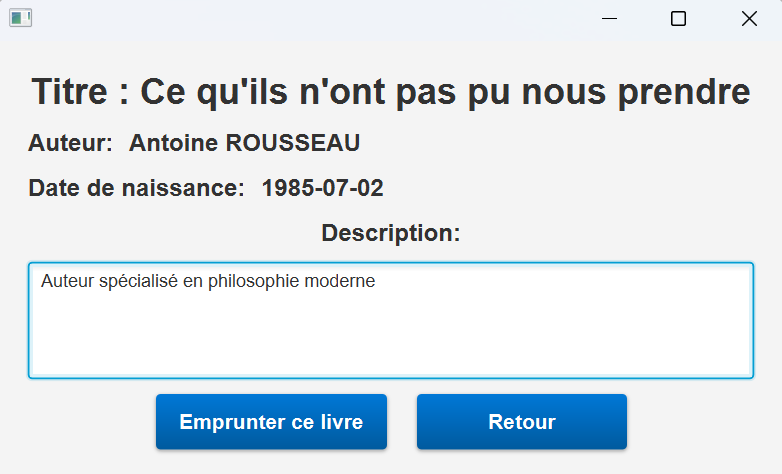 Titre : Ce qu'ils n'ont pas pu nous prendre
Auteur: Antoine ROUSSEAU
Date de naissance: 1985-07-02
Description:
Auteur spécialisé en philosophie moderne
Emprunter ce livre Retour